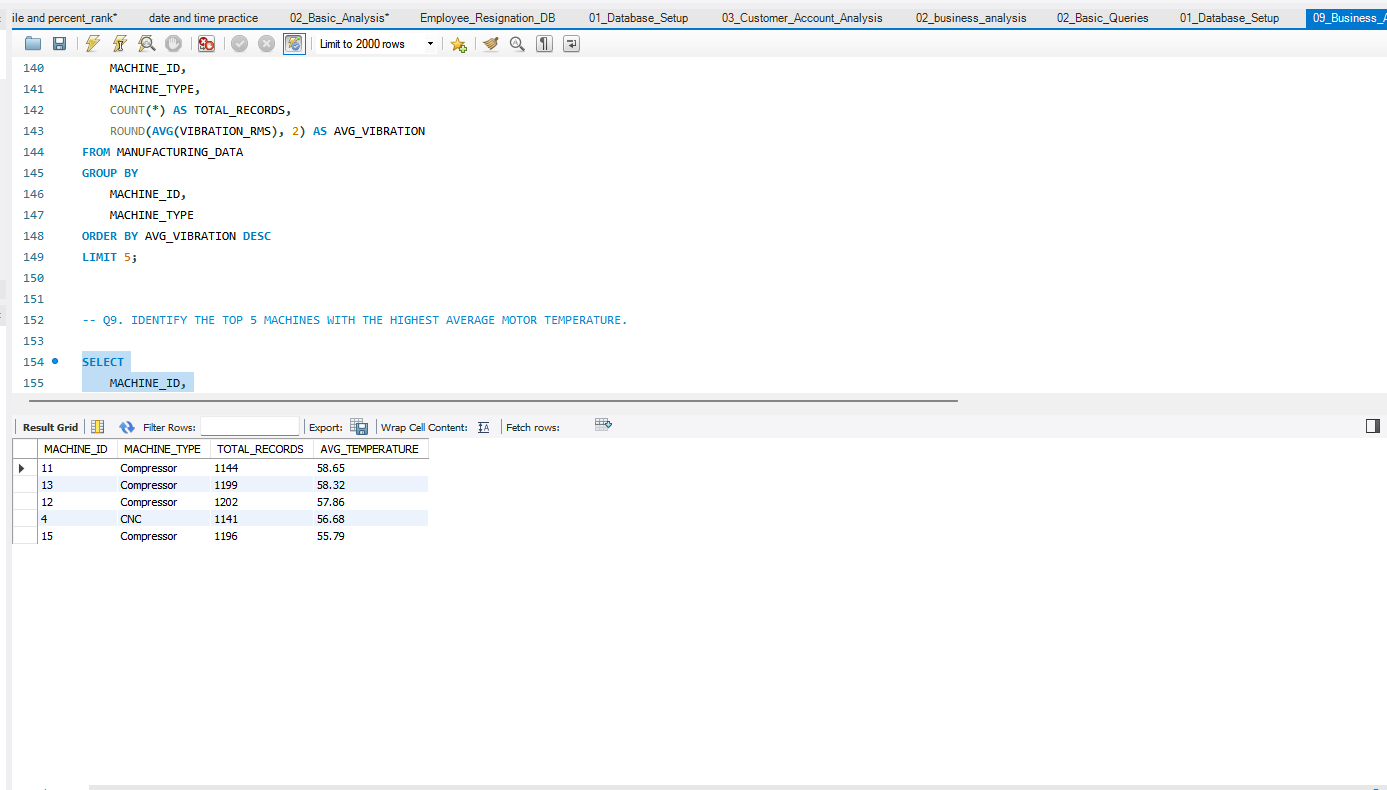 ile and percent_rank* date and time practice 02_Basic_Analysis* Employee_Resignation_DB 01_Database_Setup 03_Customer_Account_Analysis 02_business_analysis 02_Basic_Queries 01_Database_Setup 09_Business_A
Limit to 2000 rows
140 MACHINE_ID,
141 MACHINE_TYPE,
142 COUNT(*) AS TOTAL_RECORDS,
143 ROUND(AVG(VIBRATION_RMS), 2) AS AVG_VIBRATION
144 FROM MANUFACTURING_DATA
145 GROUP BY
146 MACHINE_ID,
147 MACHINE_TYPE
148 ORDER BY AVG_VIBRATION DESC
149 LIMIT 5;
150
151
152 -- Q9. IDENTIFY THE TOP 5 MACHINES WITH THE HIGHEST AVERAGE MOTOR TEMPERATURE.
153
154 SELECT
155 MACHINE_ID,
Result Grid Filter Rows: Export: Wrap Cell Content: IA Fetch rows:
MACHINE_ID MACHINE_TYPE TOTAL_RECORDS AVG_TEMPERATURE
11 Compressor 1144 58.65
13 Compressor 1199 58.32
12 Compressor 1202 57.86
4 CNC 1141 56.68
15 Compressor 1196 55.79